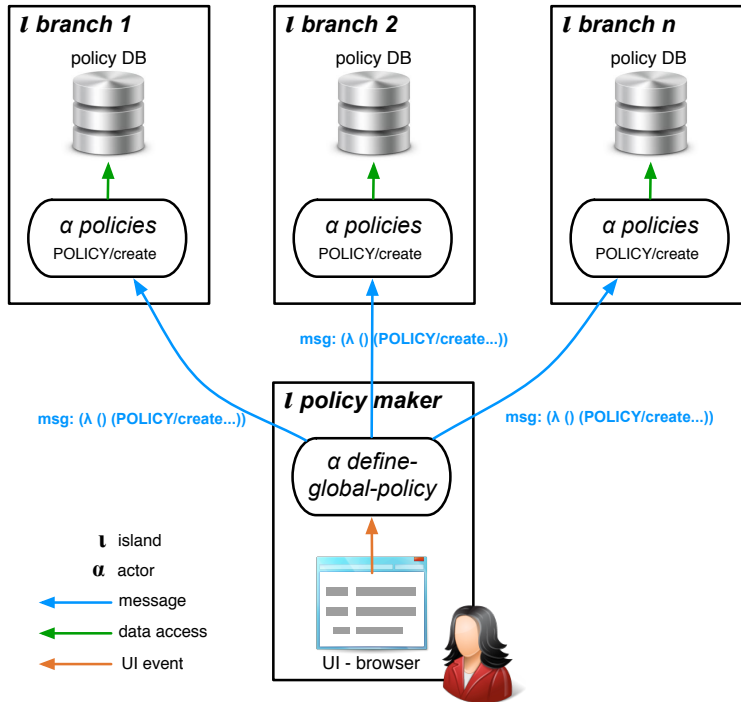 ι branch 1
ι branch 2
ι branch n
policy DB
policy DB
policy DB
α policies
POLICY/create
α policies
POLICY/create
α policies
POLICY/create
msg: (λ () (POLICY/create...))
msg: (λ () (POLICY/create...))
msg: (λ () (POLICY/create...))
ι policy maker
α define-
global-policy
UI - browser
ι island
α actor
message
data access
UI event